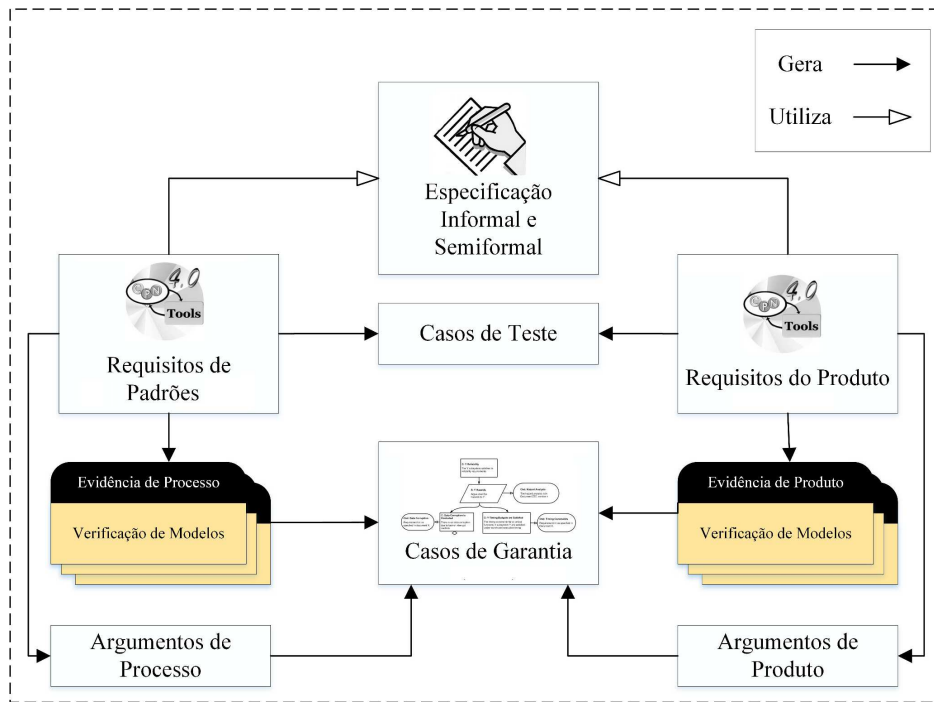 Gera
Utiliza
Especificação
Informal e
Semiformal
CPN
4.0
Tools
Requisitos de
Padrões
Casos de Teste
CPN
4.0
Tools
Requisitos do Produto
Evidência de Processo
Verificação de Modelos
Casos de Garantia
Evidência de Produto
Verificação de Modelos
Argumentos de
Processo
Argumentos de
Produto